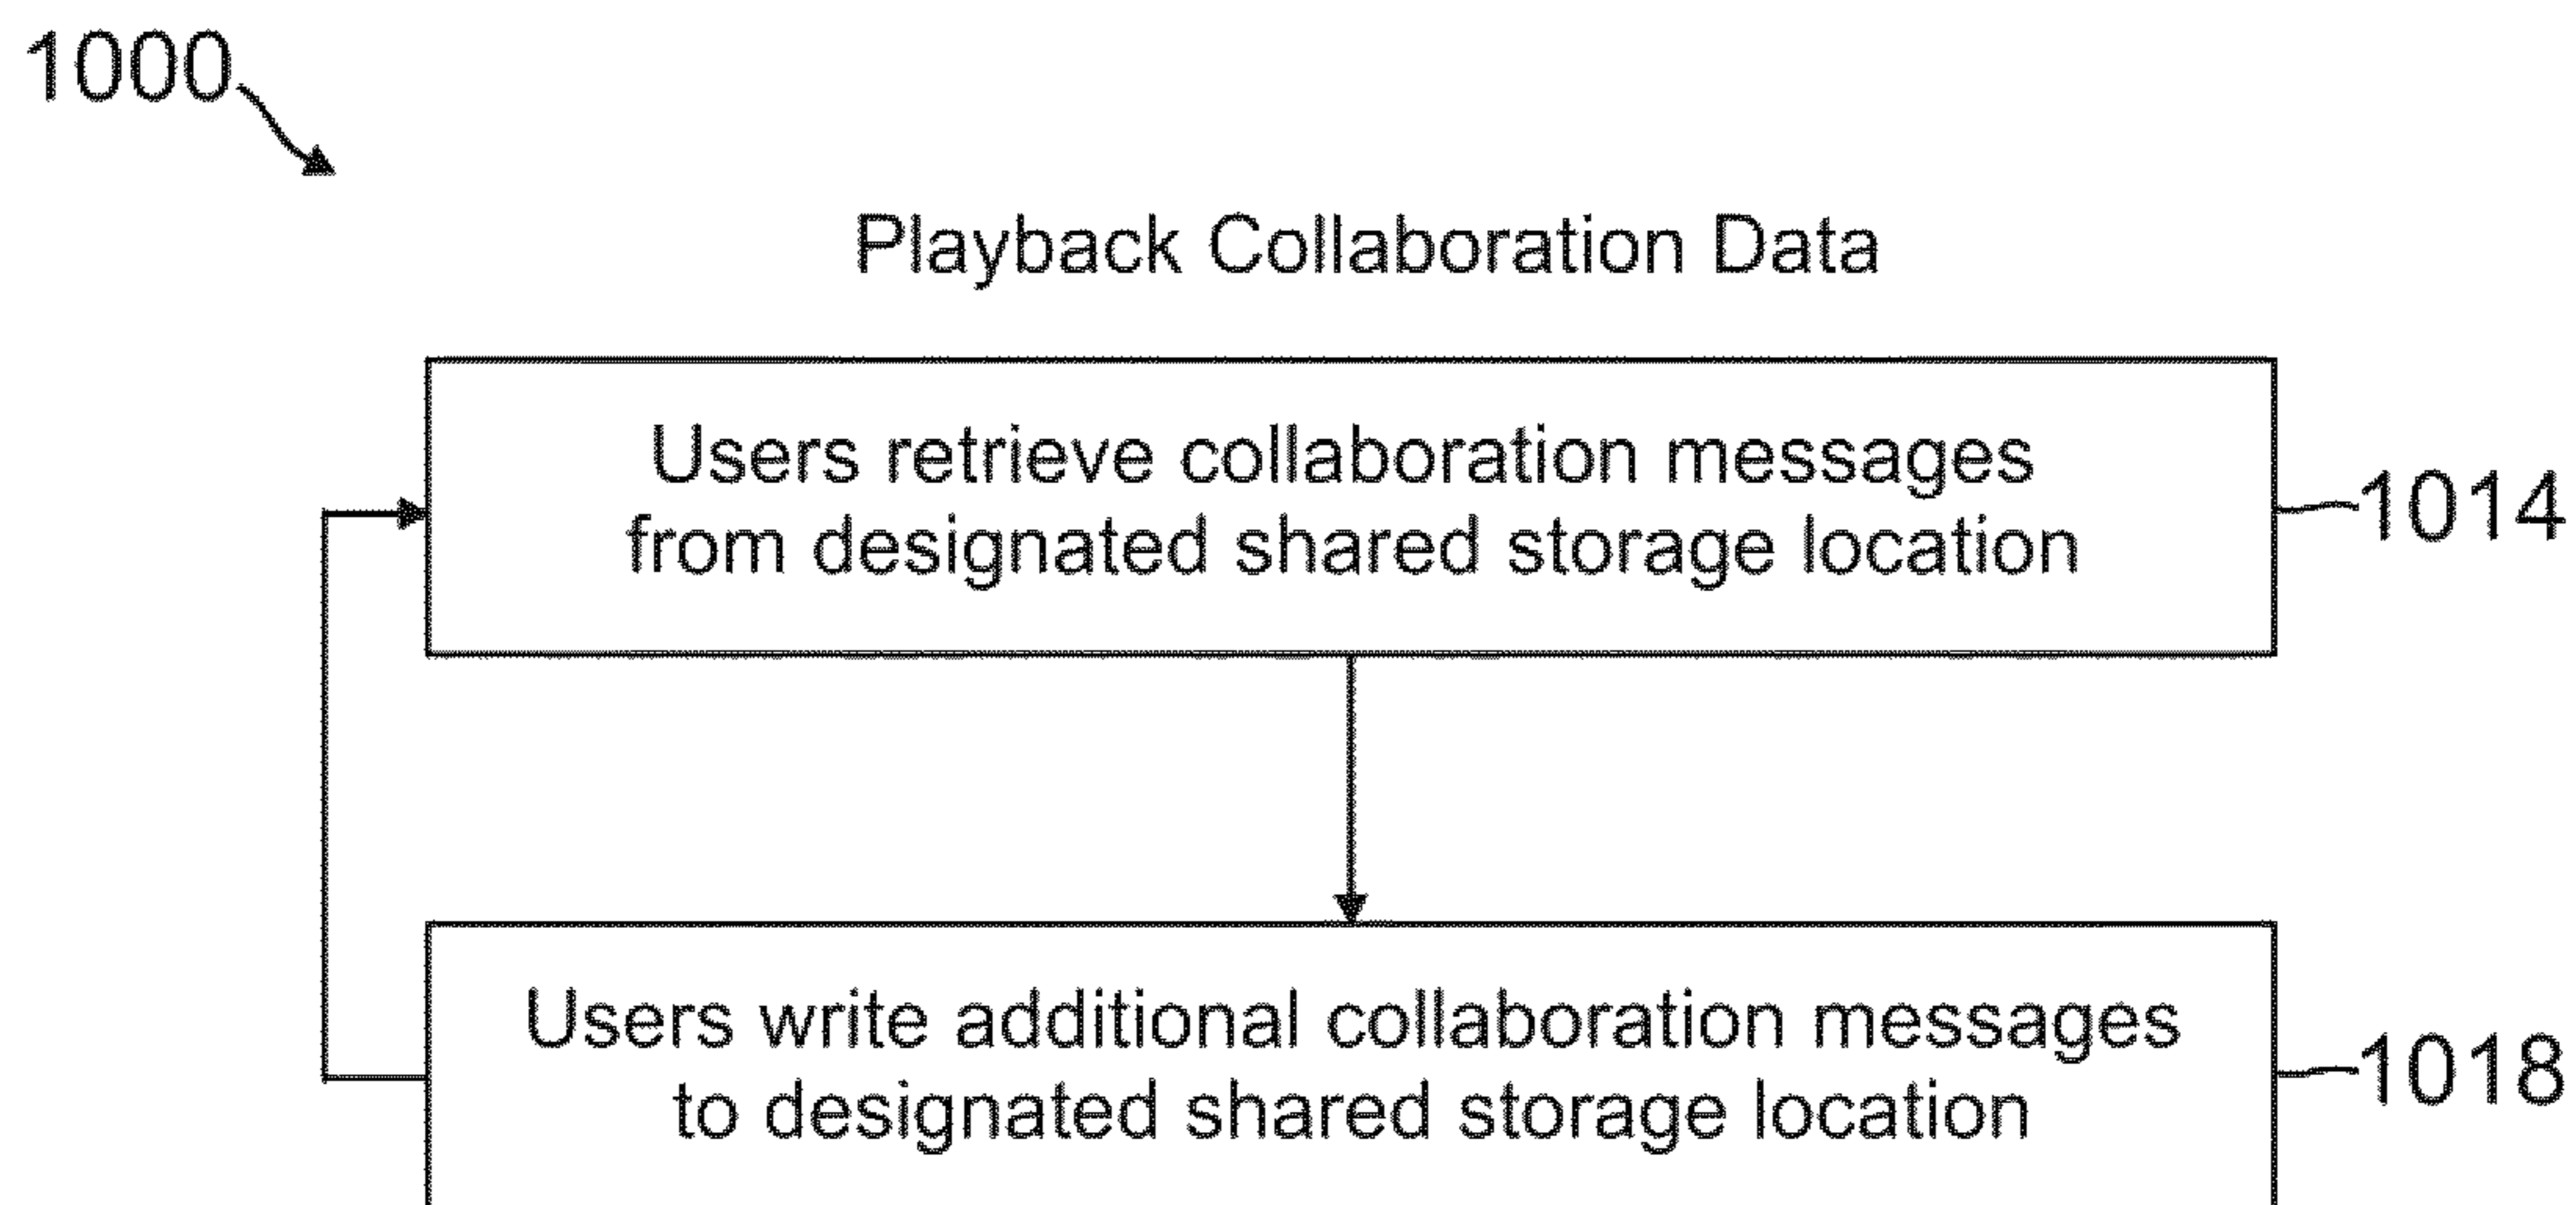 1000
Playback Collaboration Data
Users retrieve collaboration messages
from designated shared storage location
1014
Users write additional collaboration messages
to designated shared storage location
1018